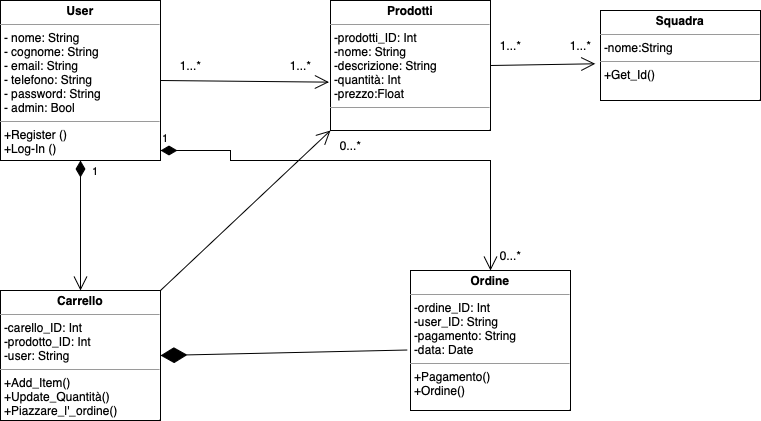 User
- nome: String
- cognome: String
- email: String
- telefono: String
- password: String
- admin: Bool
+Register ()
+Log-In ()
1...*
1...*
Prodotti
-prodotti_ID: Int
-nome: String
-descrizione: String
-quantità: Int
-prezzo:Float
1...*
1...*
Squadra
-nome:String
+Get_Id()
1
1
0...*
0...*
Carrello
-carello_ID: Int
-prodotto_ID: Int
-user: String
+Add_Item()
+Update_Quantità()
+Piazzare_l'_ordine()
Ordine
-ordine_ID: Int
-user_ID: String
-pagamento: String
-data: Date
+Pagamento()
+Ordine()